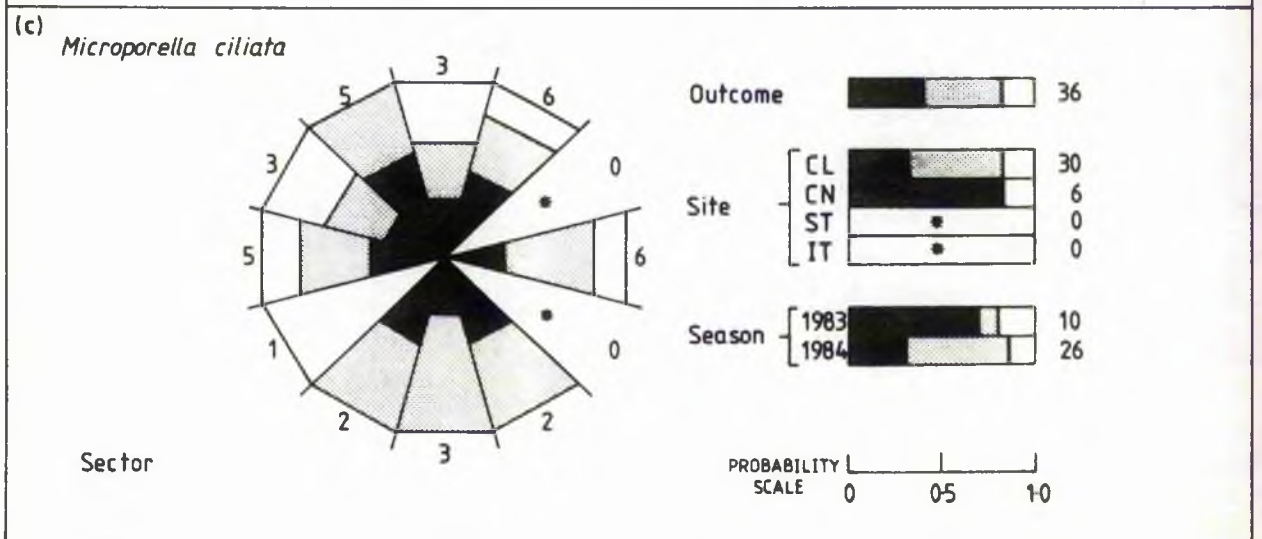 (c)
Microporella ciliata
3
5
6
3
0
*
5
6
*
1
0
2
2
3
Sector
Outcome 36
Site
CL 30
CN 6
ST * 0
IT * 0
Season
1983 10
1984 26
PROBABILITY
SCALE
0 0·5 1·0